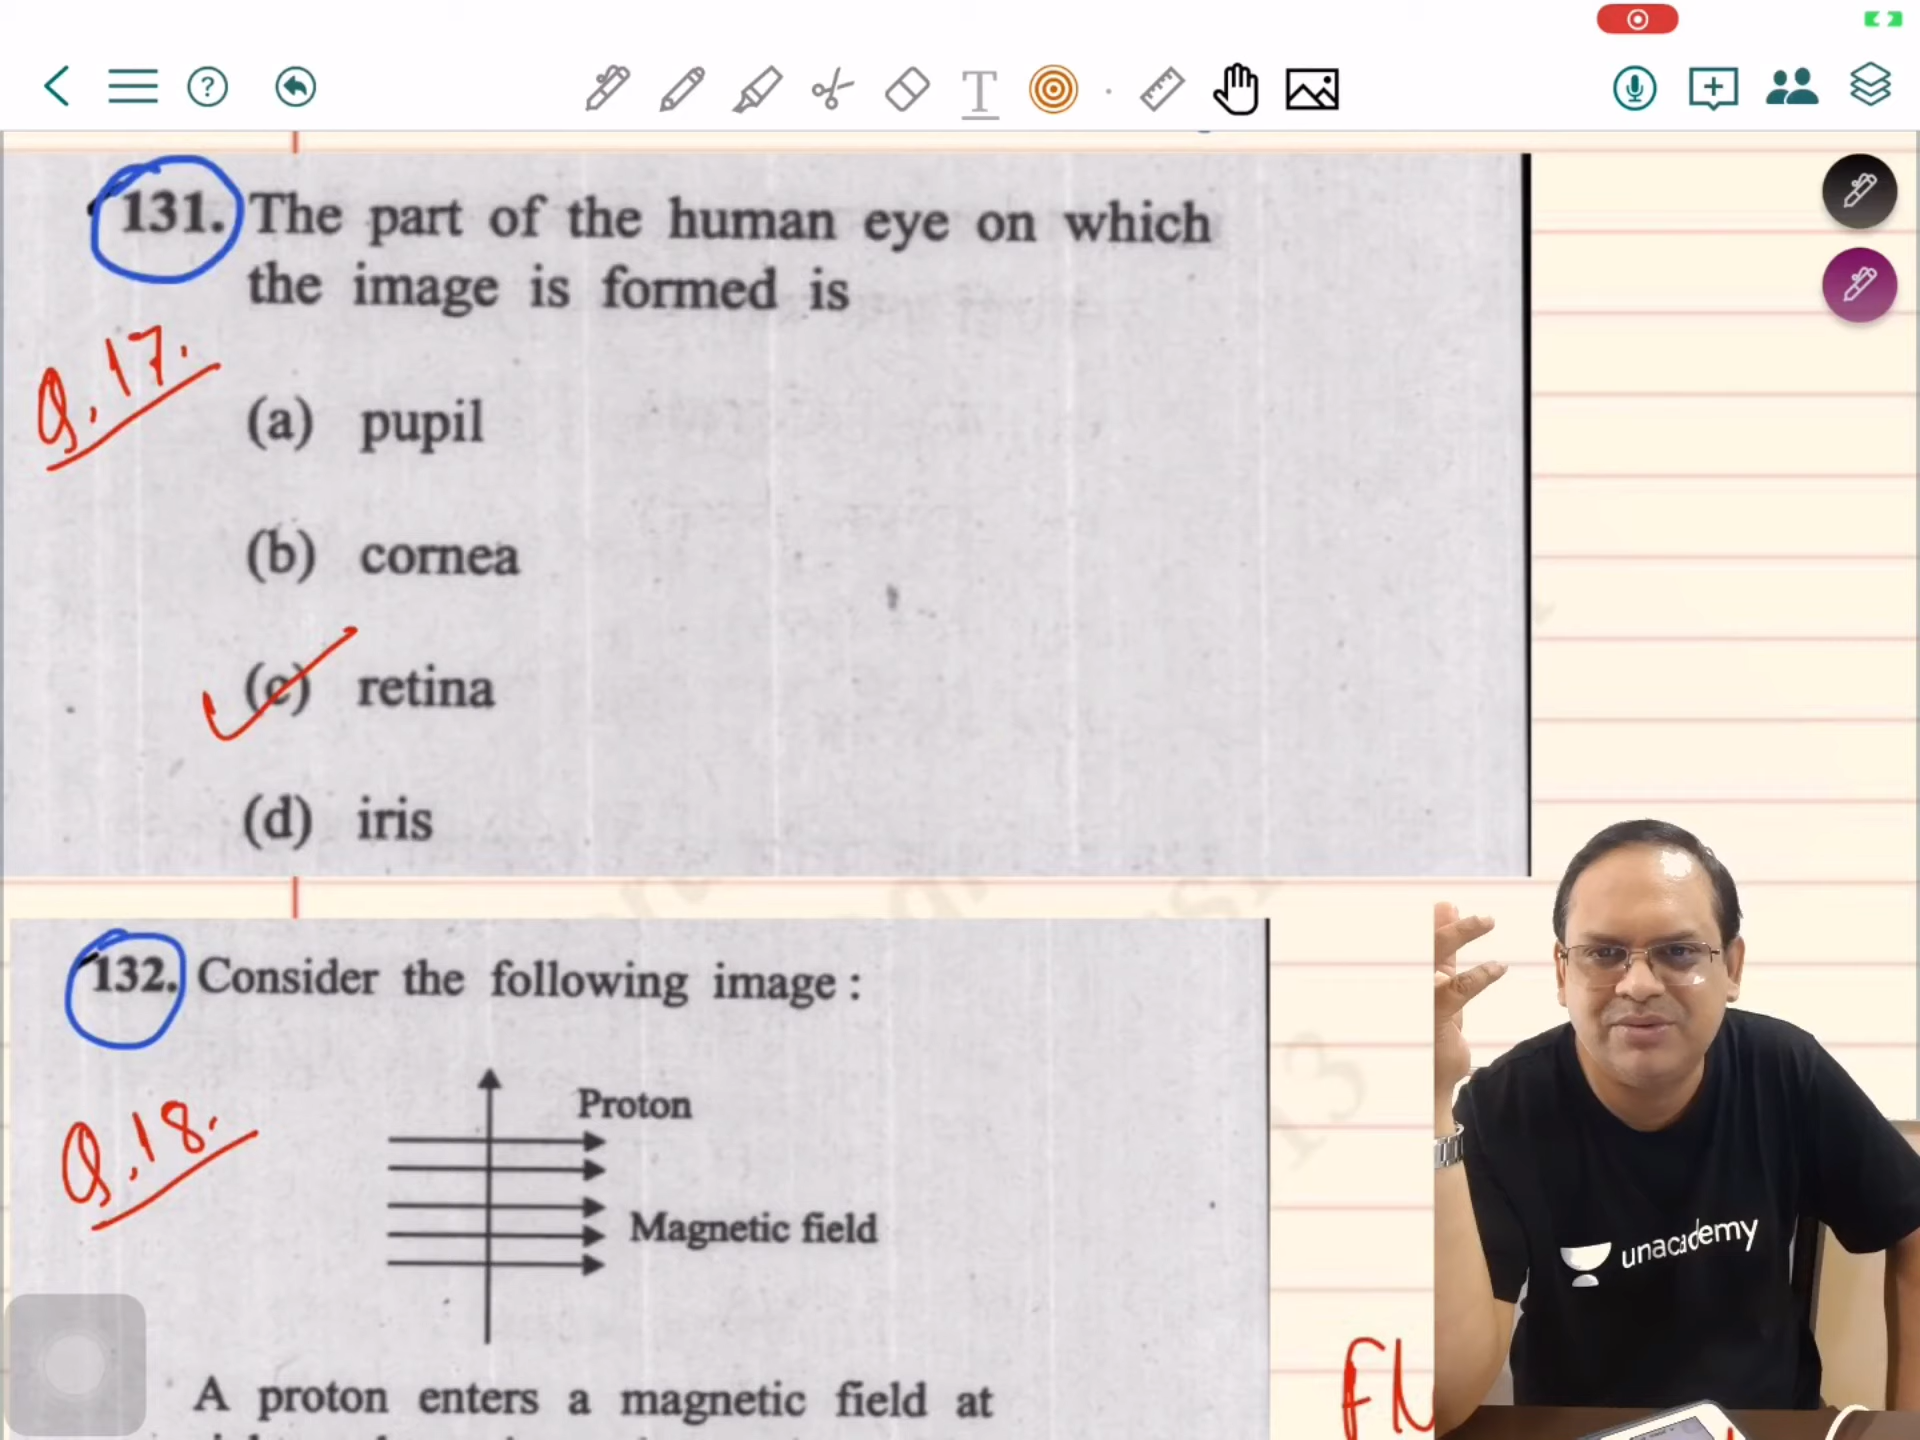 131. The part of the human eye on which
the image is formed is
Q.17.
(a) pupil
(b) cornea
(c) retina
(d) iris
132. Consider the following image :
Proton
Q.18.
Magnetic field
unacademy
A proton enters a magnetic field at